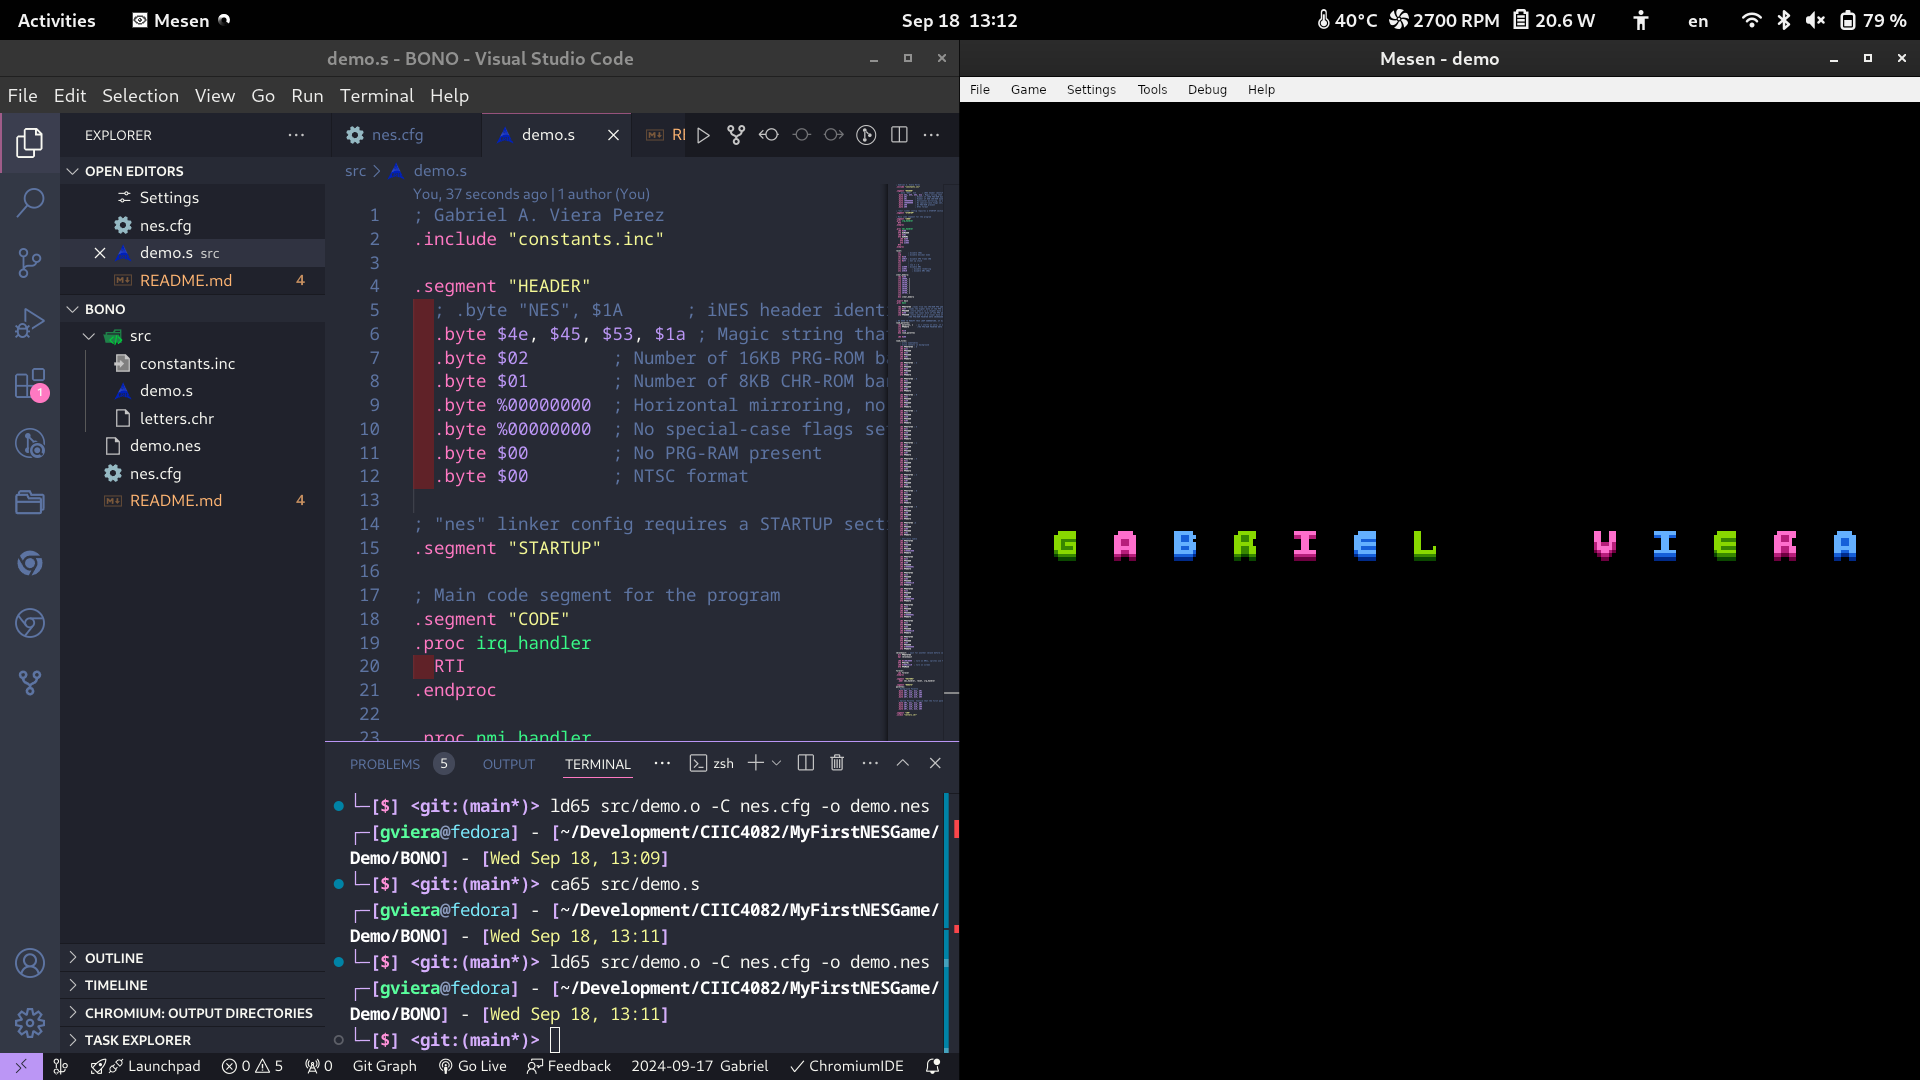 Activities Mesen Sep 18 13:12 40°C 2700 RPM 20.6 W en 79 %
demo.s - BONO - Visual Studio Code
File Edit Selection View Go Run Terminal Help
EXPLORER
OPEN EDITORS
Settings
nes.cfg
demo.s src
README.md 4
BONO
src
constants.inc
demo.s
letters.chr
demo.nes
nes.cfg
README.md 4
OUTLINE
TIMELINE
CHROMIUM: OUTPUT DIRECTORIES
TASK EXPLORER
1
nes.cfg demo.s
src > demo.s
You, 37 seconds ago | 1 author (You)
1 ; Gabriel A. Viera Perez
2 .include "constants.inc"
3
4 .segment "HEADER"
5 ; .byte "NES", $1A ; iNES header
6 .byte $4e, $45, $53, $1a ; Magic string
7 .byte $02 ; Number of 16KB PRG-ROM
8 .byte $01 ; Number of 8KB CHR-ROM
9 .byte %00000000 ; Horizontal mirroring, no
10 .byte %00000000 ; No special-case flags
11 .byte $00 ; No PRG-RAM present
12 .byte $00 ; NTSC format
13
14 ; "nes" linker config requires a STARTUP
15 .segment "STARTUP"
16
17 ; Main code segment for the program
18 .segment "CODE"
19 .proc irq_handler
20 RTI
21 .endproc
22
23 .proc nmi_handler
PROBLEMS 5 OUTPUT TERMINAL ··· zsh
└─[$] <git:(main*)> ld65 src/demo.o -C nes.cfg -o demo.nes
┌─[gviera@fedora] - [~/Development/CIIC4082/MyFirstNESGame/
Demo/BONO] - [Wed Sep 18, 13:09]
└─[$] <git:(main*)> ca65 src/demo.s
┌─[gviera@fedora] - [~/Development/CIIC4082/MyFirstNESGame/
Demo/BONO] - [Wed Sep 18, 13:11]
└─[$] <git:(main*)> ld65 src/demo.o -C nes.cfg -o demo.nes
┌─[gviera@fedora] - [~/Development/CIIC4082/MyFirstNESGame/
Demo/BONO] - [Wed Sep 18, 13:11]
└─[$] <git:(main*)>
Launchpad 0 5 0 Git Graph Go Live Feedback 2024-09-17 Gabriel ChromiumIDE
Mesen - demo
File Game Settings Tools Debug Help
GABRIEL VIERA